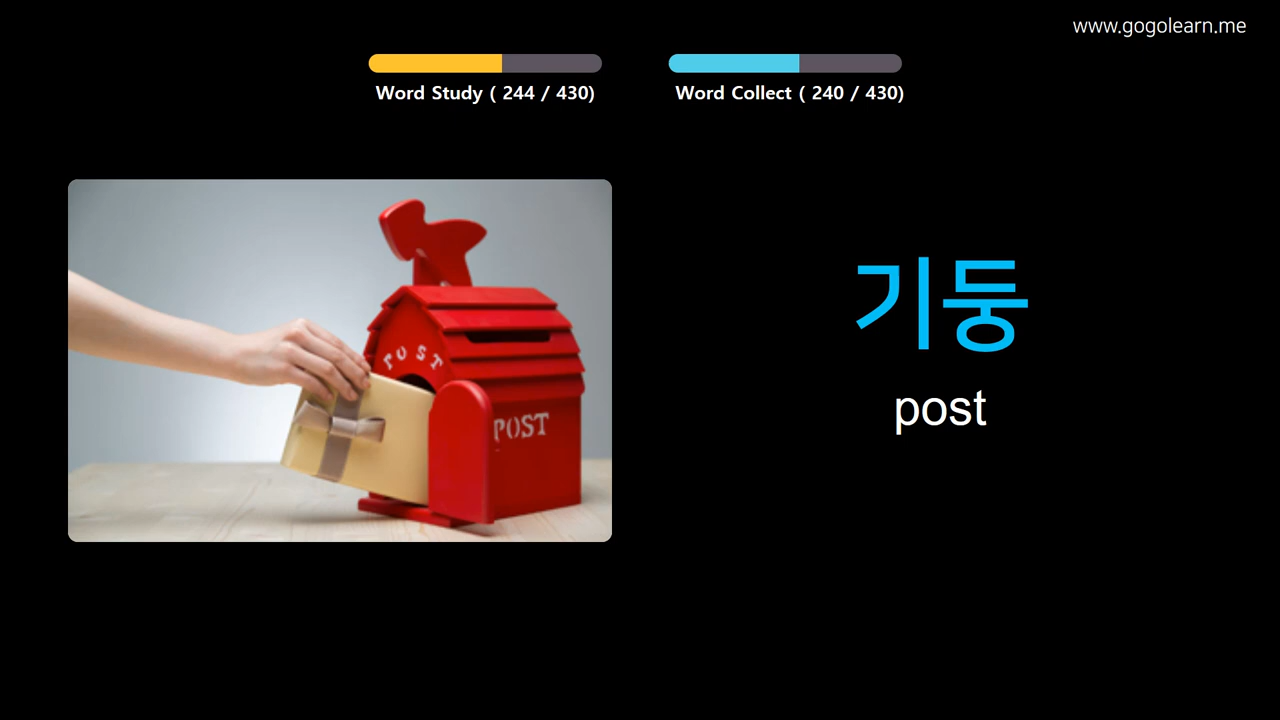 www.gogolearn.me
Word Study ( 244 / 430)
Word Collect ( 240 / 430)
POST
POST
기둥
post